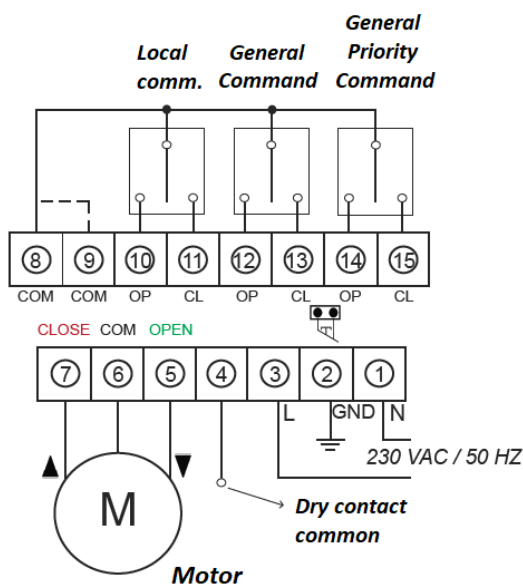 Local comm.
General Command
General Priority Command
8 9 10 11 12 13 14 15
COM COM OP CL OP CL OP CL
CLOSE COM OPEN
7 6 5 4 3 2 1
L GND N
230 VAC / 50 HZ
M
Dry contact common
Motor